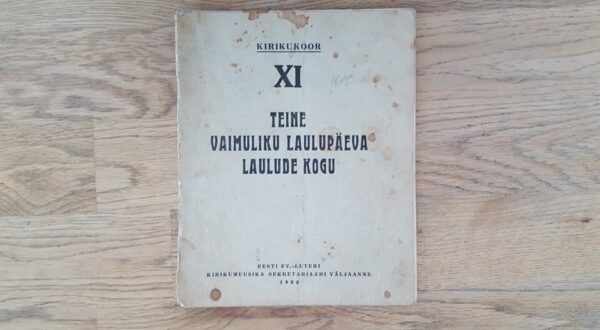 KIRIKUKOOR
XI
TEINE
VAIMULIKU LAULUPÄEVA
LAULUDE KOGU
EESTI EV.-LUTERI
KIRIKUMUUSIKA SEKRETARIAADI VÄLJAANNE